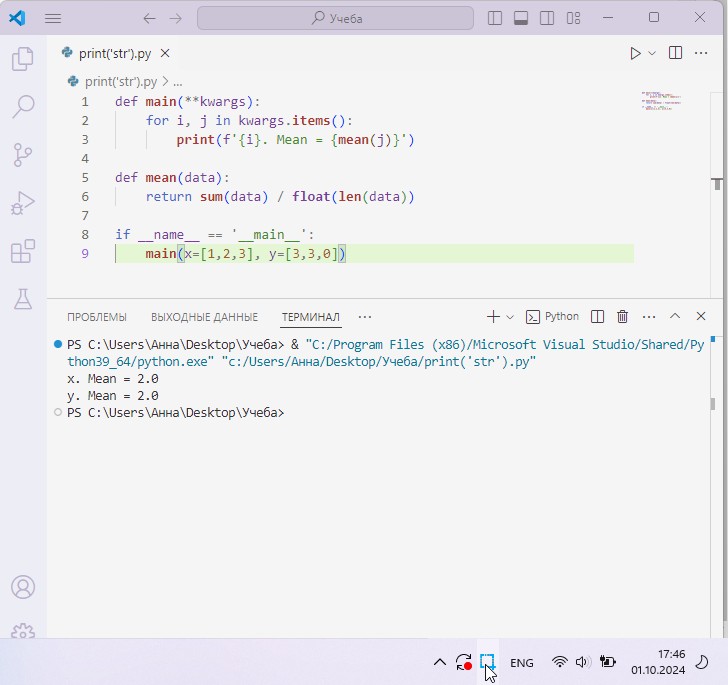 Учеба
print('str').py
print('str').py > ...
1 def main(**kwargs):
2 for i, j in kwargs.items():
3 print(f'{i}. Mean = {mean(j)}')
4
5 def mean(data):
6 return sum(data) / float(len(data))
7
8 if __name__ == '__main__':
9 main(x=[1,2,3], y=[3,3,0])
ПРОБЛЕМЫ ВЫХОДНЫЕ ДАННЫЕ ТЕРМИНАЛ ... Python ...
PS C:\Users\Анна\Desktop\Учеба> & "C:/Program Files (x86)/Microsoft Visual Studio/Shared/Py
thon39_64/python.exe" "c:/Users/Анна/Desktop/Учеба/print('str').py"
x. Mean = 2.0
y. Mean = 2.0
PS C:\Users\Анна\Desktop\Учеба>
ENG
17:46
01.10.2024